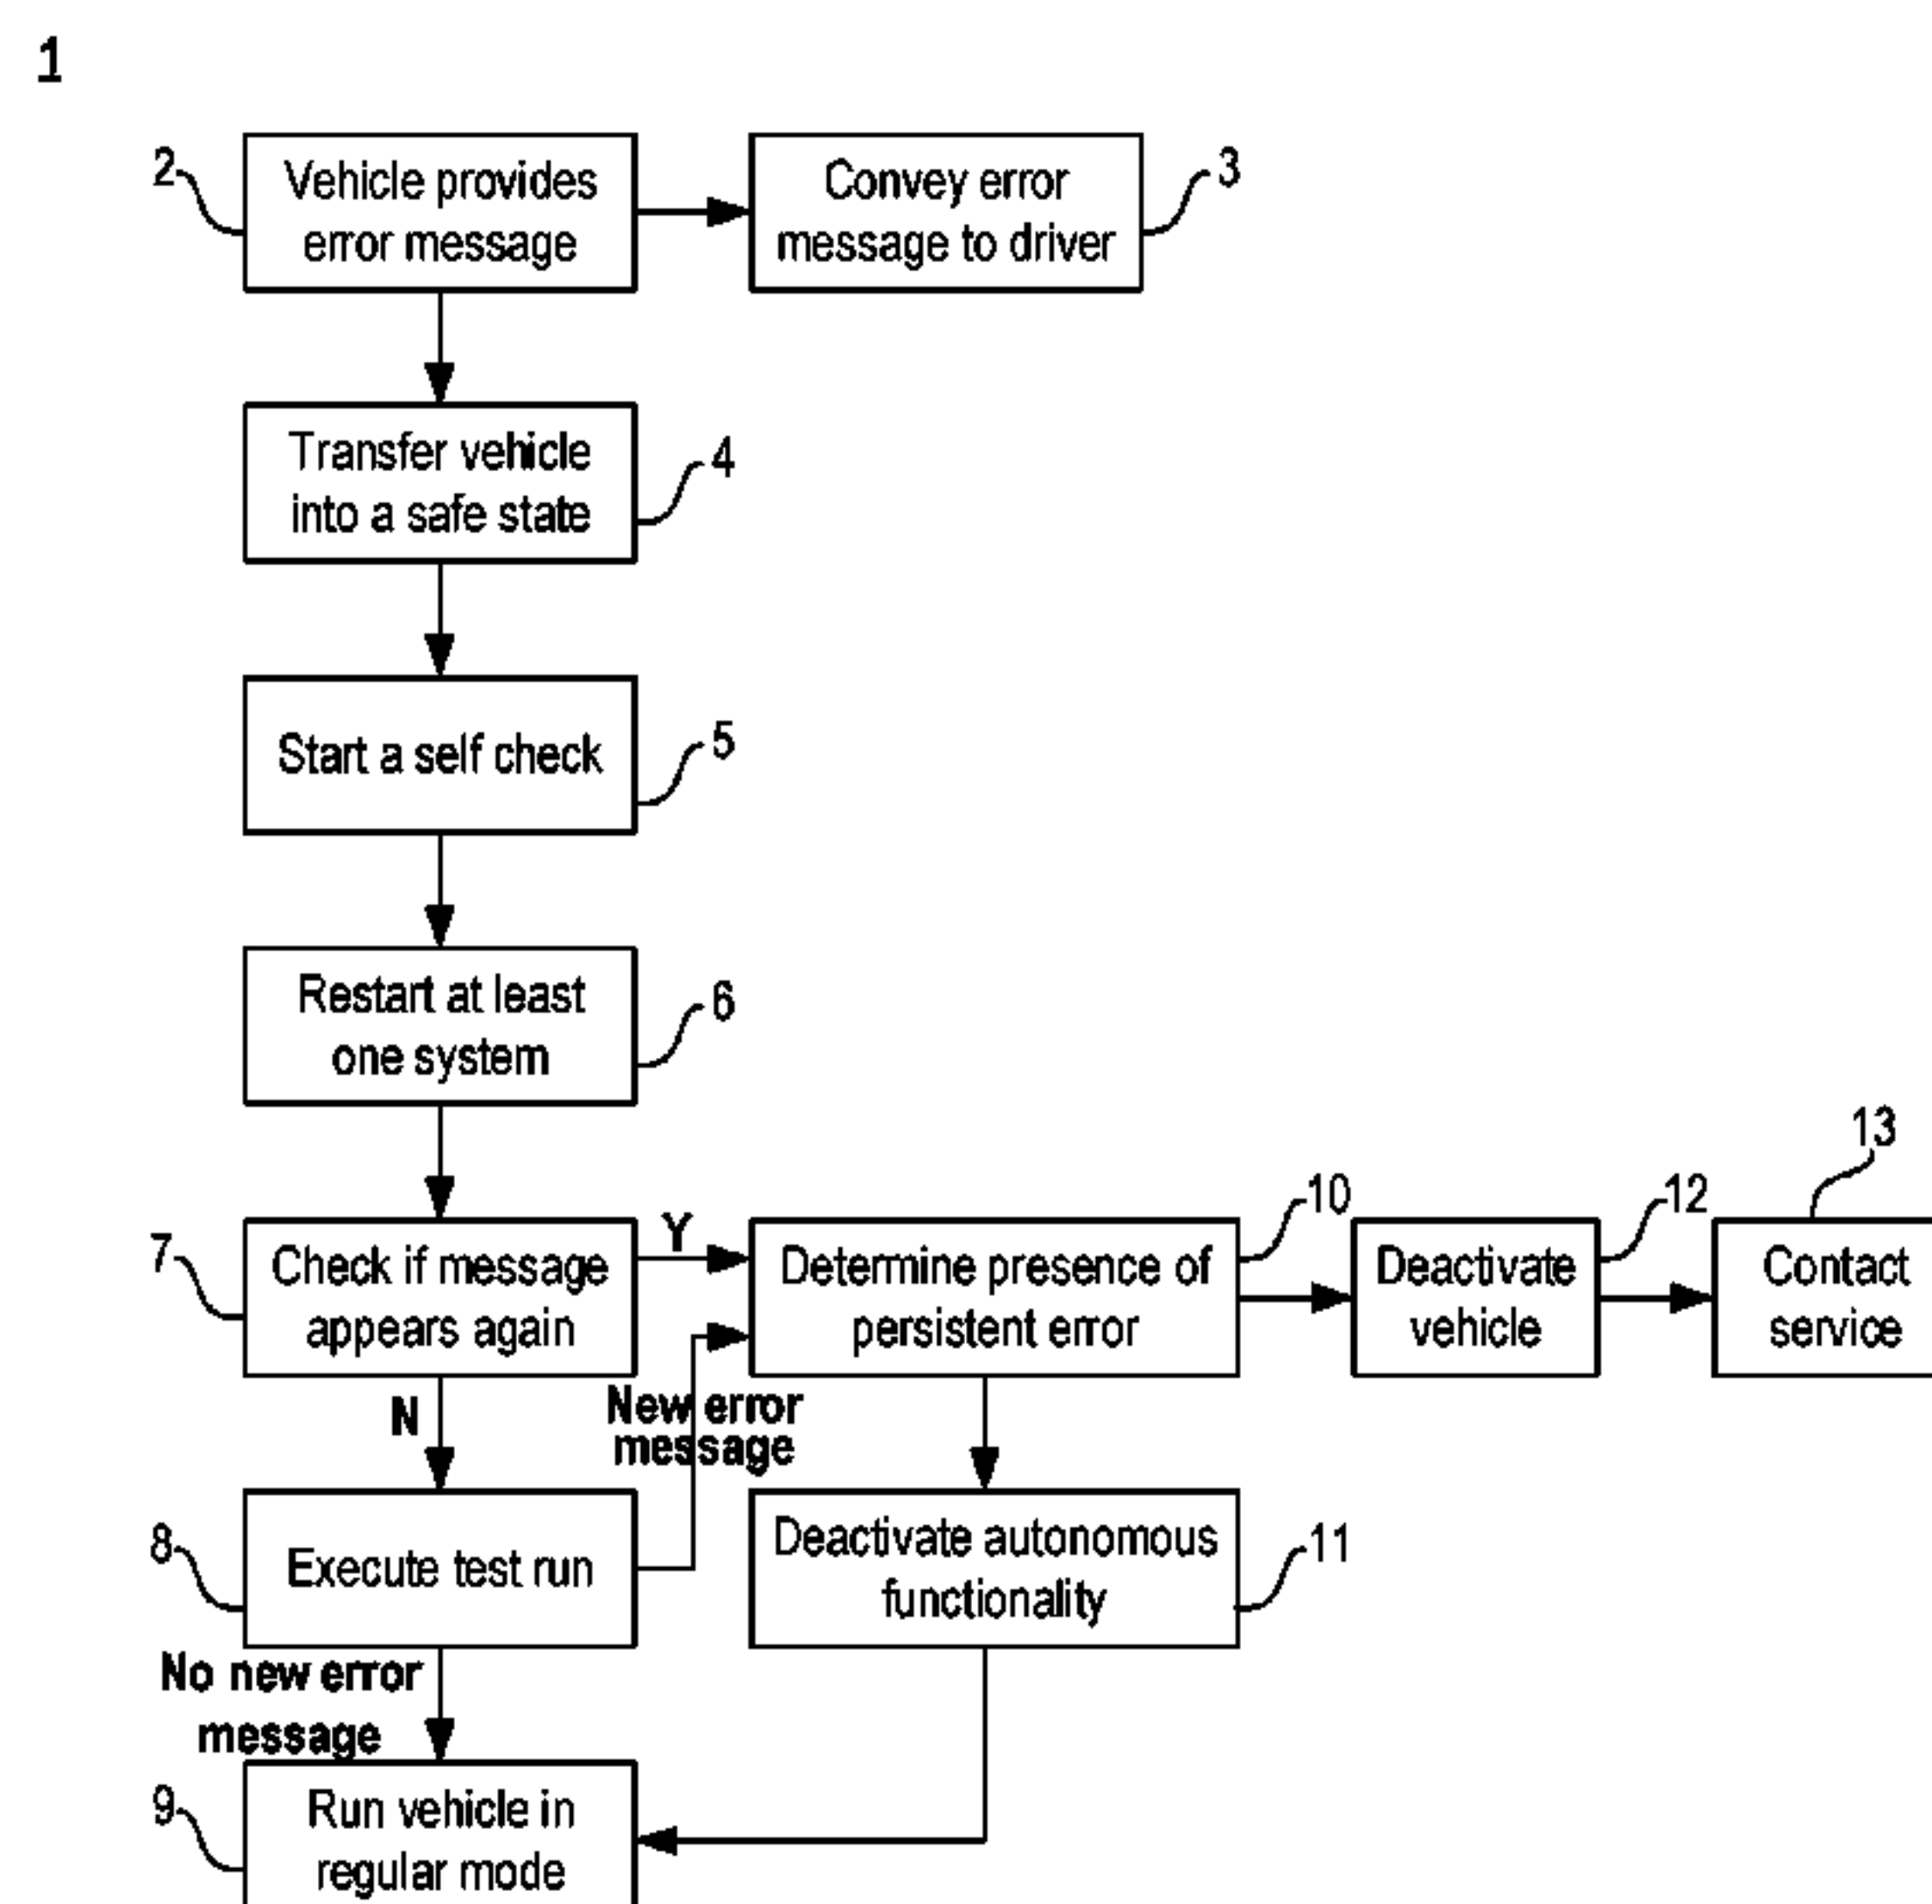 1
2
Vehicle provides
error message
Convey error
message to driver
3
Transfer vehicle
into a safe state
4
Start a self check
5
Restart at least
one system
6
7
Check if message
appears again
Y
Determine presence of
persistent error
10
Deactivate
vehicle
12
Contact
service
13
N
New error
message
8
Execute test run
Deactivate autonomous
functionality
11
No new error
message
9
Run vehicle in
regular mode